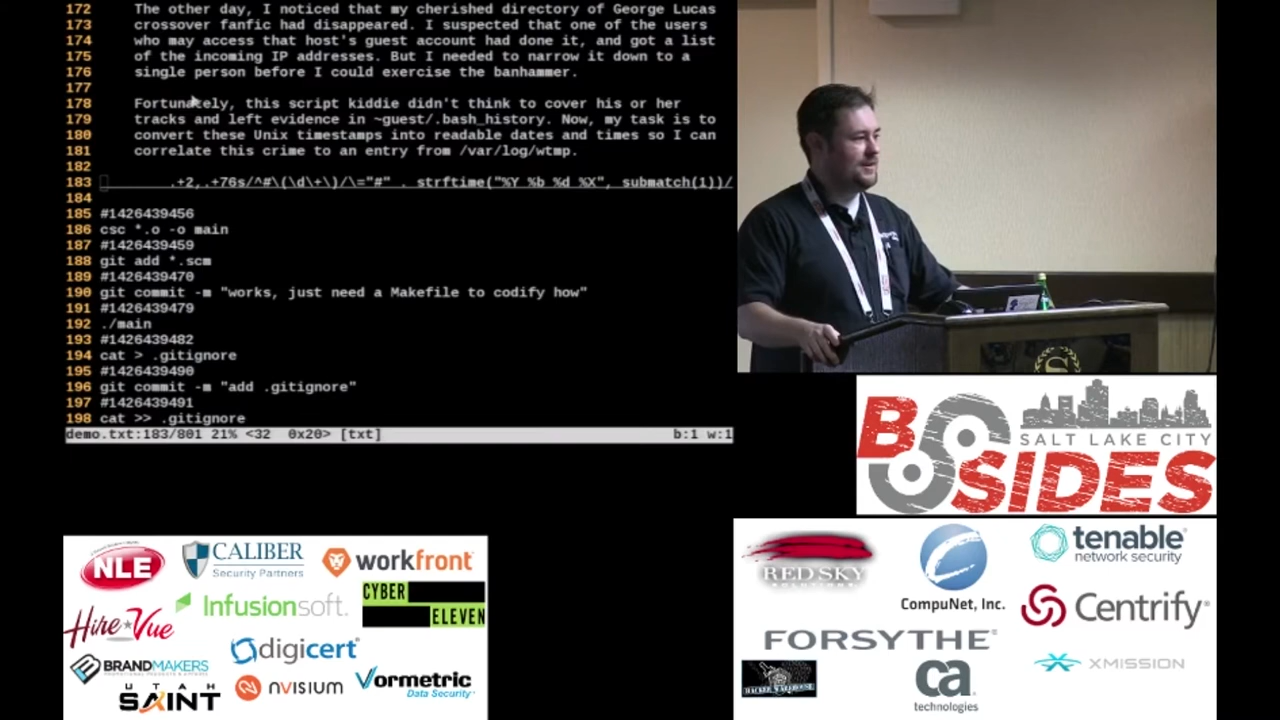 172 The other day, I noticed that my cherished directory of George Lucas
173 crossover fanfic had disappeared. I suspected that one of the users
174 who may access that host's guest account had done it, and got a list
175 of the incoming IP addresses. But I needed to narrow it down to a
176 single person before I could exercise the banhammer.
177
178 Fortunately, this script kiddie didn't think to cover his or her
179 tracks and left evidence in ~guest/.bash_history. Now, my task is to
180 convert these Unix timestamps into readable dates and times so I can
181 correlate this crime to an entry from /var/log/wtmp.
182
183 .+2,.+76s/^#\(\d\+\)/\="#" . strftime("%Y %b %d %X", submatch(1))/
184
185 #1426439456
186 csc *.o -o main
187 #1426439459
188 git add *.scm
189 #1426439470
190 git commit -m "works, just need a Makefile to codify how"
191 #1426439479
192 ./main
193 #1426439482
194 cat > .gitignore
195 #1426439490
196 git commit -m "add .gitignore"
197 #1426439491
198 cat >> .gitignore
demo.txt:183/801 21% <32 0x20> [txt] b:1 w:1
BSIDES
SALT LAKE CITY
NLE
CALIBER
Security Partners
workfront
Infusionsoft.
CYBER
ELEVEN
Hire Vue
digicert®
BRANDMAKERS
UTAH
SAINT
nVISIUM
Vormetric
Data Security
RED SKY
SOLUTIONS
CompuNet, Inc.
tenable®
network security
Centrify®
FORSYTHE®
HACKER WAREHOUSE
ca
technologies
XMISSION